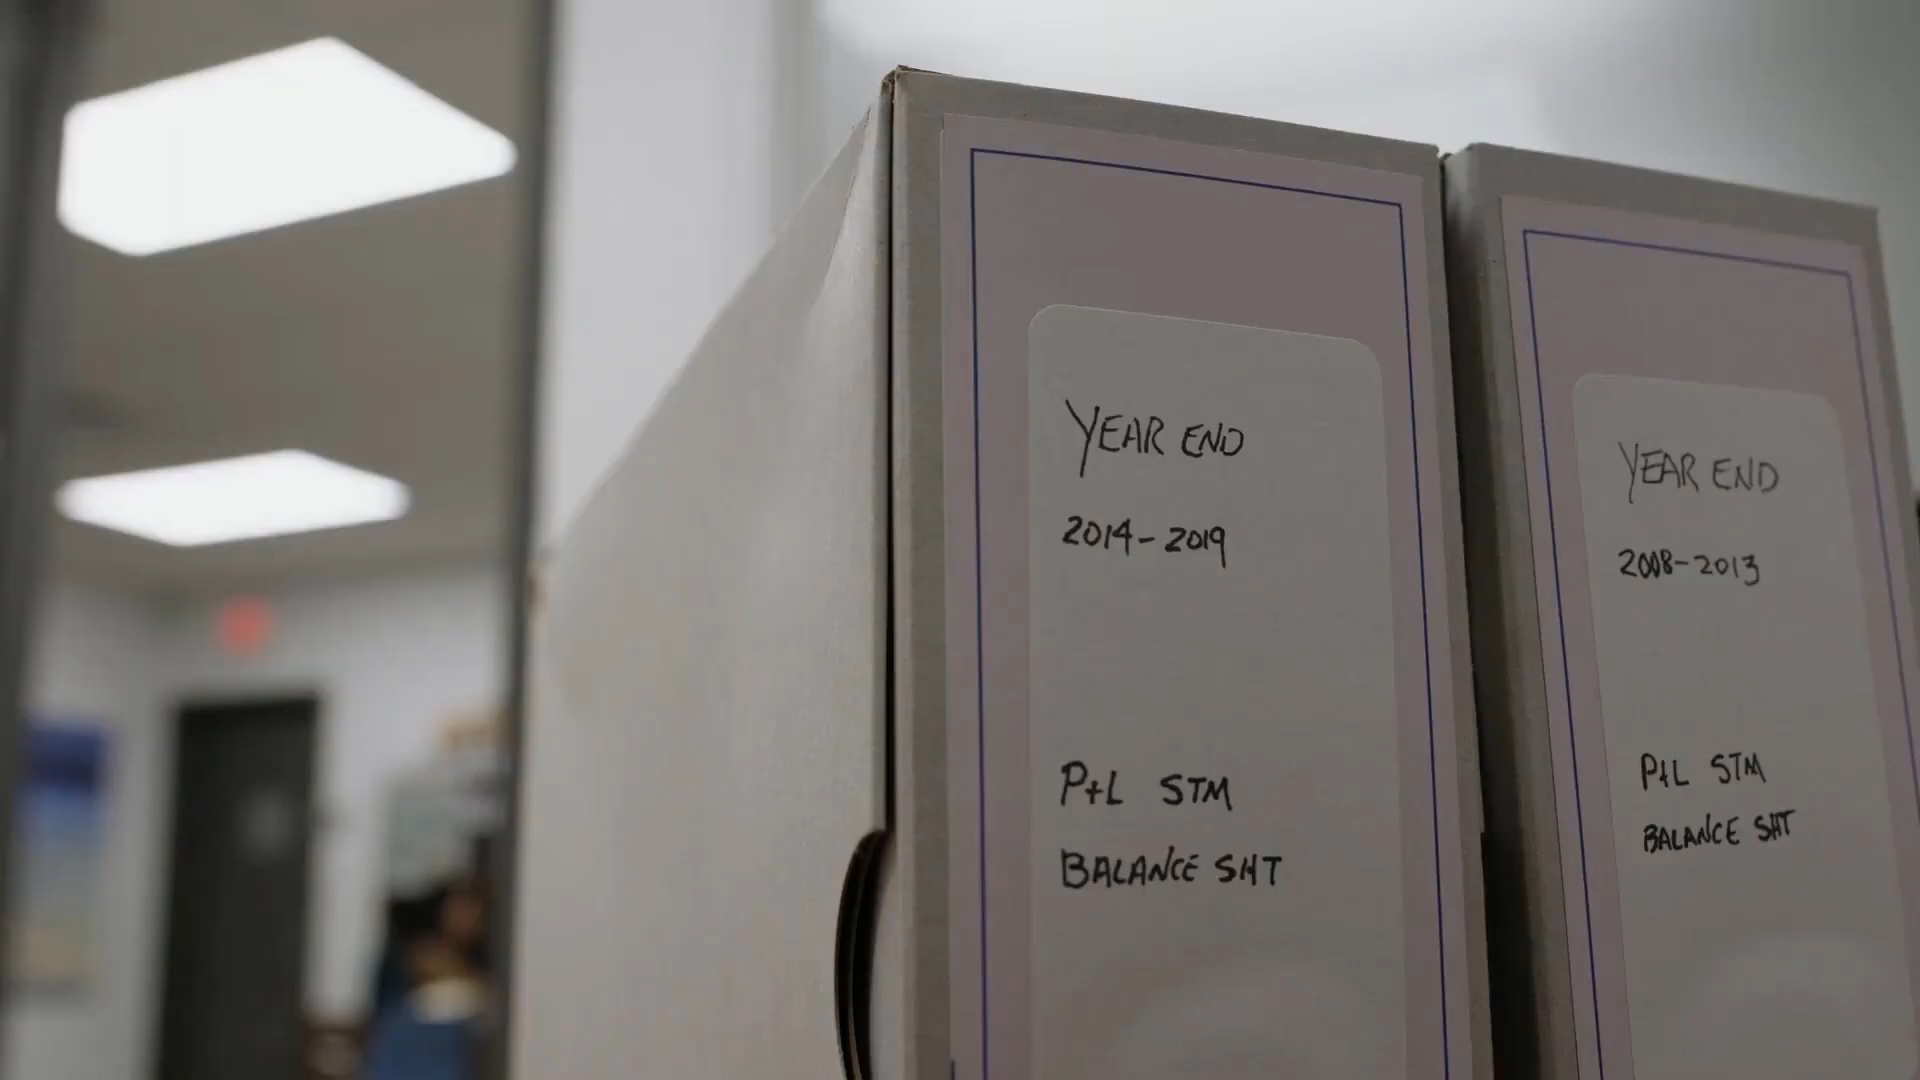 YEAR END
2014-2019
P+L STM
BALANCE SHT
YEAR END
2008-2013
P+L STM
BALANCE SHT